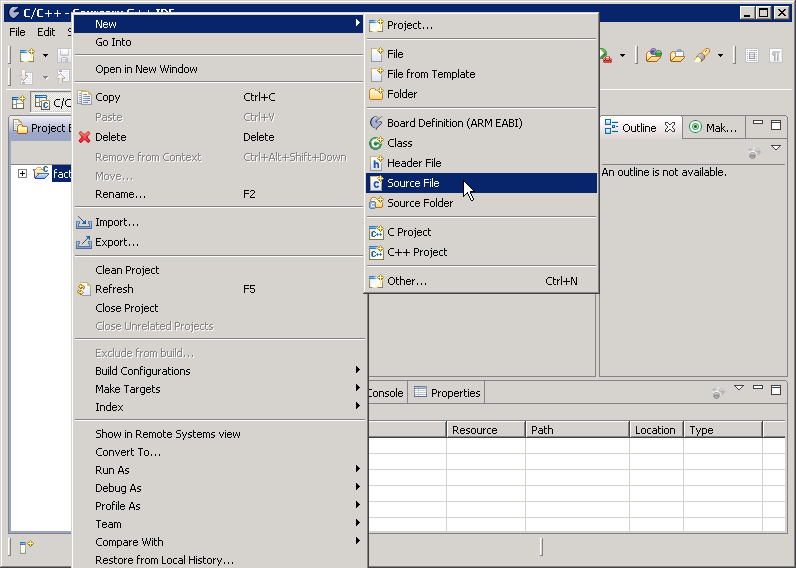 C/C++ -
File Edit
New
Go Into
Open in New Window
Copy Ctrl+C
Paste Ctrl+V
Delete Delete
Remove from Context Ctrl+Alt+Shift+Down
Move...
Rename... F2
Import...
Export...
Clean Project
Refresh F5
Close Project
Close Unrelated Projects
Exclude from build...
Build Configurations
Make Targets
Index
Show in Remote Systems view
Convert To...
Run As
Debug As
Profile As
Team
Compare With
Restore from Local History...
Project...
File
File from Template
Folder
Board Definition (ARM EABI)
Class
Header File
Source File
Source Folder
C Project
C++ Project
Other... Ctrl+N
C/C
Project E
fact
Outline Mak...
An outline is not available.
Console Properties
Resource Path Location Type